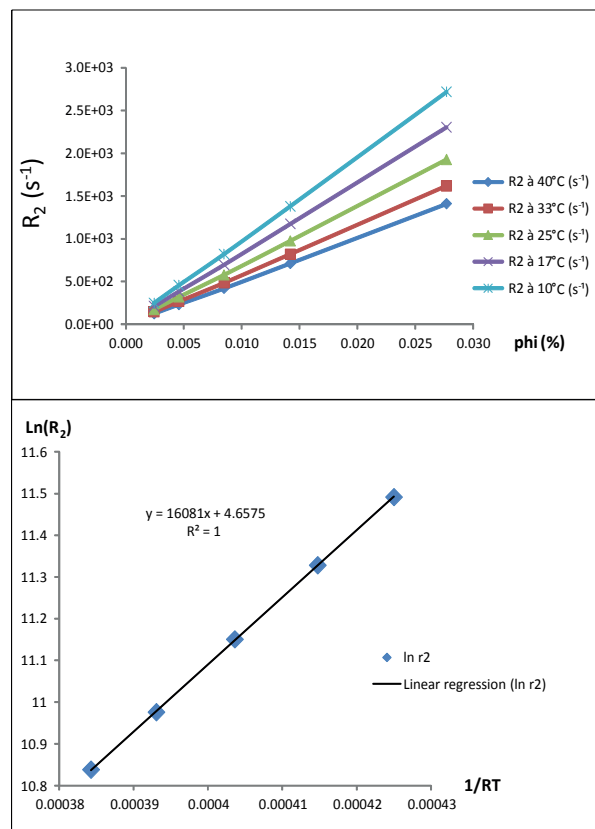 3.0E+03
2.5E+03
2.0E+03
1.5E+03
1.0E+03
5.0E+02
0.0E+00
R₂ (s⁻¹)
0.000 0.005 0.010 0.015 0.020 0.025 0.030
phi (%)
R2 à 40°C (s⁻¹)
R2 à 33°C (s⁻¹)
R2 à 25°C (s⁻¹)
R2 à 17°C (s⁻¹)
R2 à 10°C (s⁻¹)
Ln(R₂)
11.6
11.5
11.4
11.3
11.2
11.1
11
10.9
10.8
y = 16081x + 4.6575
R² = 1
ln r2
Linear regression (ln r2)
1/RT
0.00038 0.00039 0.0004 0.00041 0.00042 0.00043